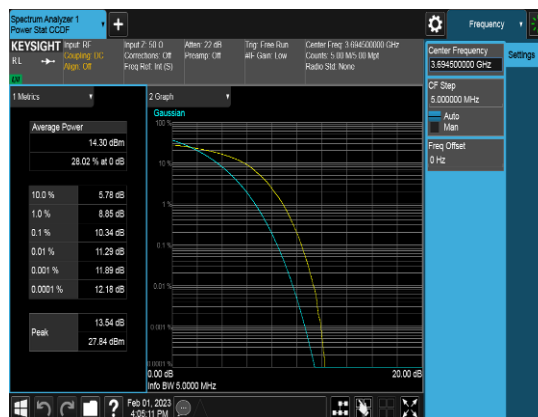 Spectrum Analyzer 1
Power Stat CCDF
Frequency
KEYSIGHT
Input: RF
Coupling: DC
Align: Off
Input Z: 50 Ω
Corrections: Off
Freq Ref: Int (S)
Atten: 22 dB
Preamp: Off
Trig: Free Run
#IF Gain: Low
Center Freq: 3.694500000 GHz
Counts: 5.00 M/5.00 Mpt
Radio Std: None
RL
LXI
Center Frequency
3.694500000 GHz
Settings
CF Step
5.000000 MHz
Auto
Man
Freq Offset
0 Hz
1 Metrics
2 Graph
Gaussian
Average Power
14.30 dBm
28.02 % at 0 dB
10.0 % 5.78 dB
1.0 % 8.85 dB
0.1 % 10.34 dB
0.01 % 11.29 dB
0.001 % 11.89 dB
0.0001 % 12.18 dB
Peak
13.54 dB
27.84 dBm
100 %
10 %
1 %
0.1 %
0.01 %
0.001 %
0.0001 %
0.00 dB
20.00 dB
Info BW 5.0000 MHz
Feb 01, 2023
4:05:11 PM